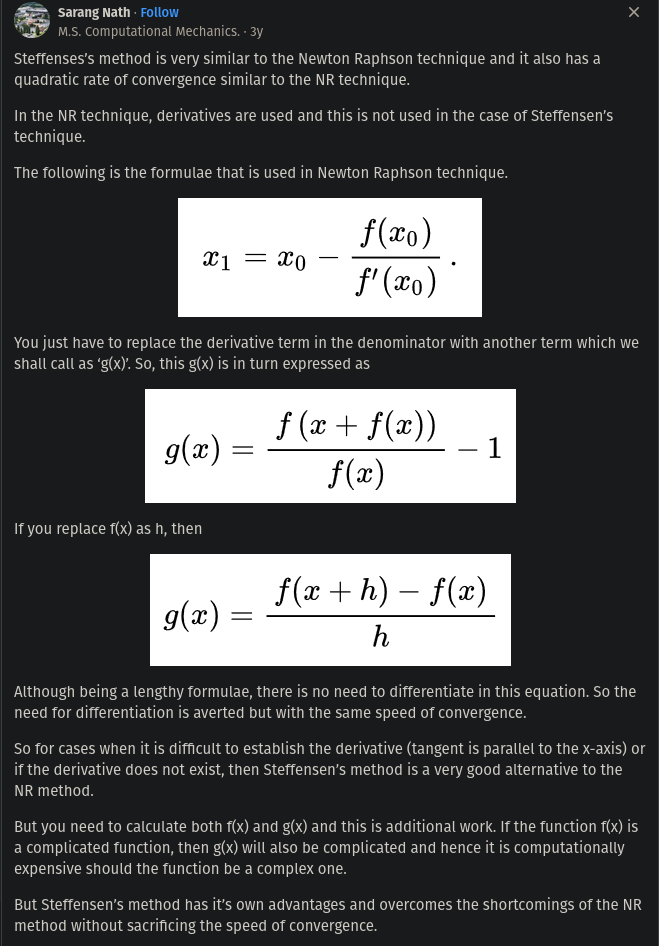 Sarang Nath · Follow
M.S. Computational Mechanics. · 3y
Steffenses’s method is very similar to the Newton Raphson technique and it also has a
quadratic rate of convergence similar to the NR technique.
In the NR technique, derivatives are used and this is not used in the case of Steffensen’s
technique.
The following is the formulae that is used in Newton Raphson technique.
x₁ = x₀ − f(x₀) / f′(x₀) .
You just have to replace the derivative term in the denominator with another term which we
shall call as ‘g(x)’. So, this g(x) is in turn expressed as
g(x) = f (x + f(x)) / f(x) − 1
If you replace f(x) as h, then
g(x) = f(x + h) − f(x) / h
Although being a lengthy formulae, there is no need to differentiate in this equation. So the
need for differentiation is averted but with the same speed of convergence.
So for cases when it is difficult to establish the derivative (tangent is parallel to the x-axis) or
if the derivative does not exist, then Steffensen’s method is a very good alternative to the
NR method.
But you need to calculate both f(x) and g(x) and this is additional work. If the function f(x) is
a complicated function, then g(x) will also be complicated and hence it is computationally
expensive should the function be a complex one.
But Steffensen’s method has it’s own advantages and overcomes the shortcomings of the NR
method without sacrificing the speed of convergence.